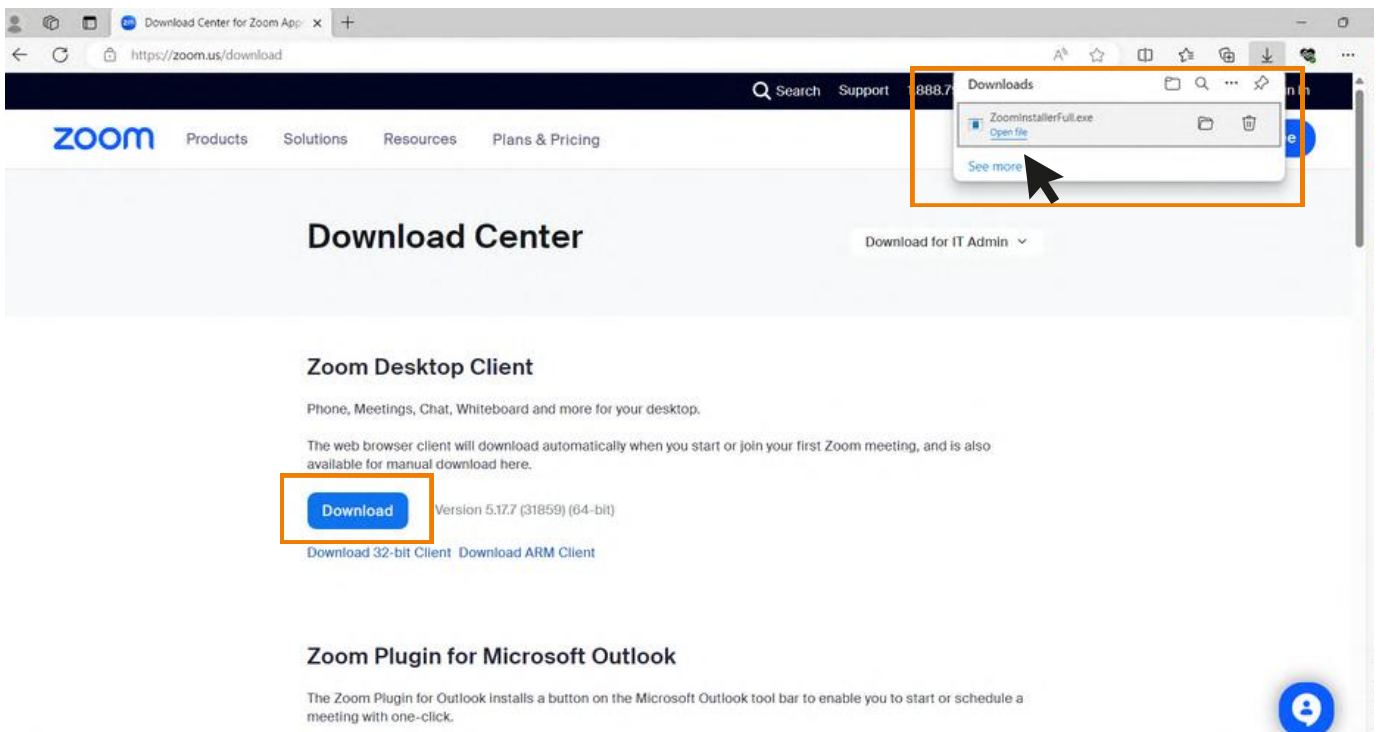 Download Center for Zoom App
https://zoom.us/download
Search Support 1.888.7
zoom Products Solutions Resources Plans & Pricing
Downloads
ZoomInstallerFull.exe
Open file
See more
Download Center
Download for IT Admin
Zoom Desktop Client
Phone, Meetings, Chat, Whiteboard and more for your desktop.
The web browser client will download automatically when you start or join your first Zoom meeting, and is also
available for manual download here.
Download Version 5.17.7 (31859) (64-bit)
Download 32-bit Client Download ARM Client
Zoom Plugin for Microsoft Outlook
The Zoom Plugin for Outlook installs a button on the Microsoft Outlook tool bar to enable you to start or schedule a
meeting with one-click.